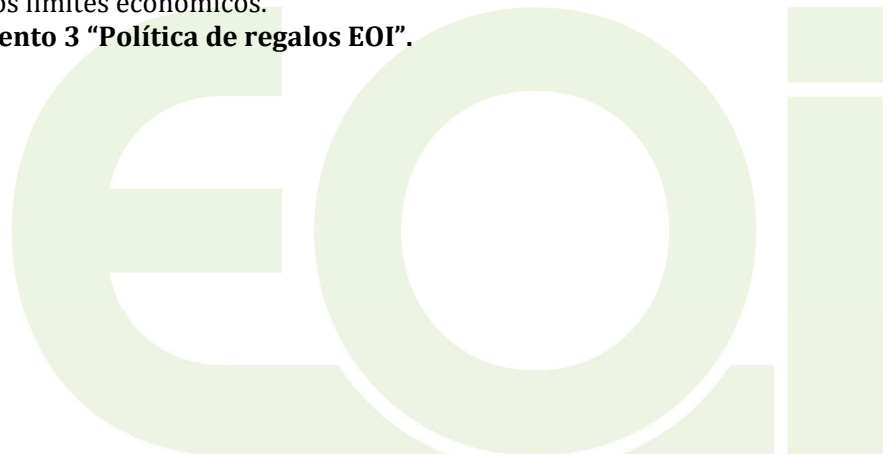 os límites económicos.
ento 3 “Política de regalos EOI”.
EOI